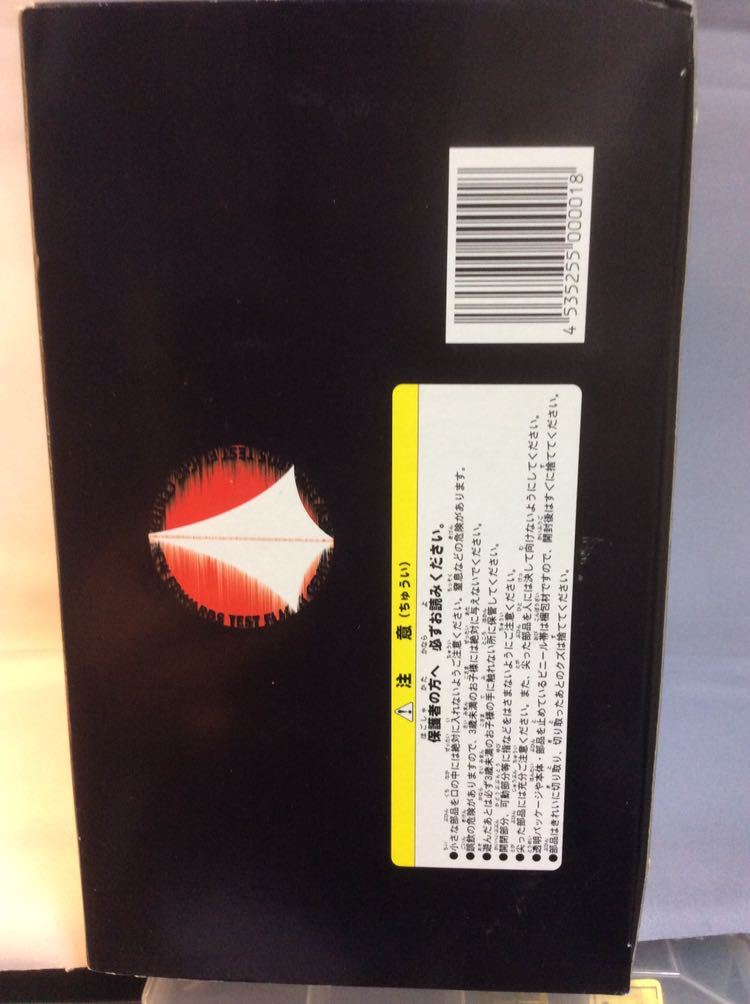 4 535255 000018
注 意 (ちゅうい)
保護者の方へ 必ずお読みください。
●小さな部品を口の中には絶対に入れないようご注意ください。窒息などの危険があります。
●誤飲の危険がありますので、3歳未満のお子様には絶対に与えないでください。
●遊んだあとは必ず3歳未満のお子様の手に触れない所に保管してください。
●開閉部分、可動部分等に指などをはさまないようにご注意ください。
●尖った部品には充分ご注意ください。また、尖った部品を人には決して向けないようにしてください。
●透明パッケージや本体・部品を止めているビニール帯は梱包材ですので、開封後はすぐに捨ててください。
●部品はきれいに切り取り、切り取ったあとのクズは捨ててください。